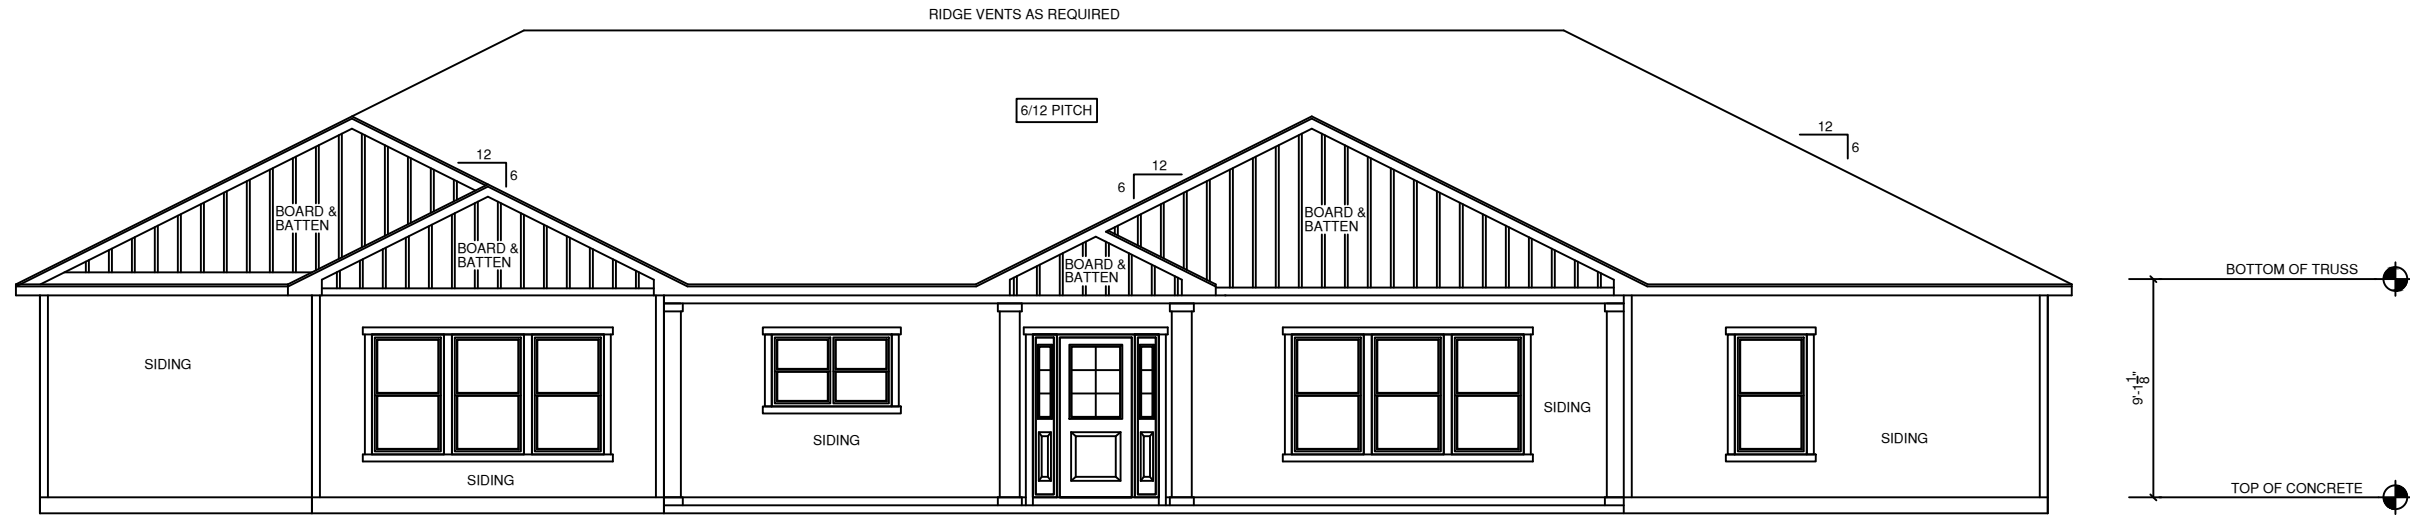 RIDGE VENTS AS REQUIRED
6/12 PITCH
12
6
12
6
12
6
BOARD &
BATTEN
BOARD &
BATTEN
BOARD &
BATTEN
BOARD &
BATTEN
BOTTOM OF TRUSS
SIDING
9'-1 1/8"
SIDING
SIDING
SIDING
SIDING
TOP OF CONCRETE